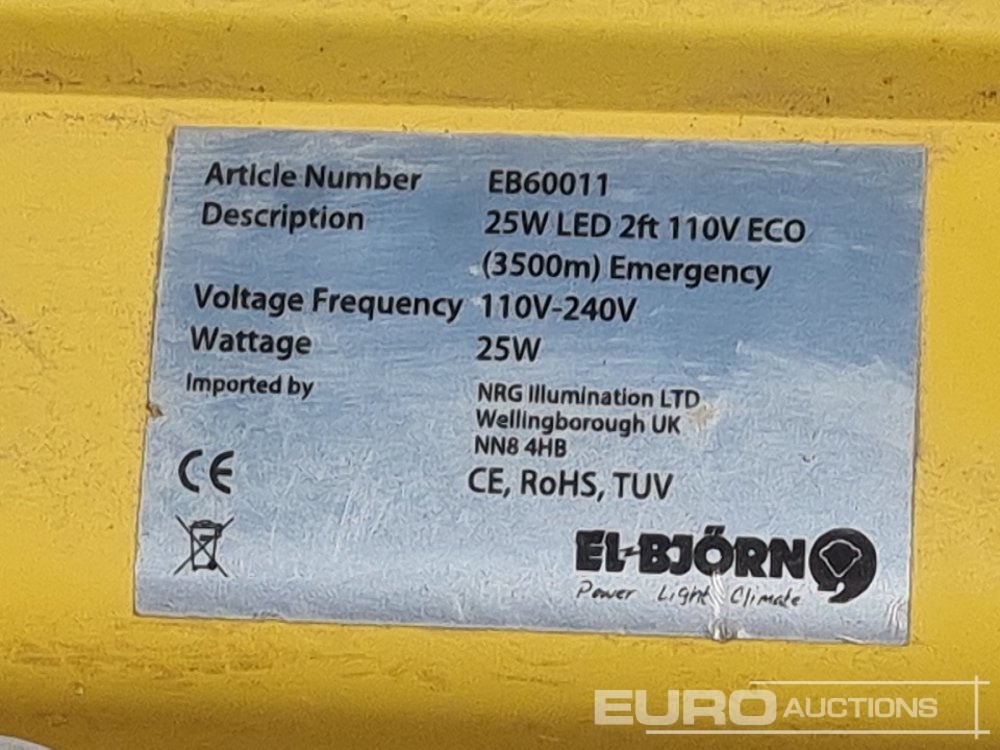 Article Number EB60011
Description 25W LED 2ft 110V ECO
(3500m) Emergency
Voltage Frequency 110V-240V
Wattage 25W
Imported by NRG Illumination LTD
Wellingborough UK
NN8 4HB
CE CE, RoHS, TUV
EL-BJÖRN
Power Light Climate
EURO AUCTIONS